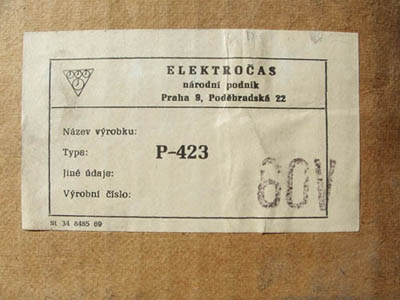 ELEKTROČAS
národní podnik
Praha 9, Poděbradská 22
Název výrobku:
Type: P-423
Jiné údaje:
Výrobní číslo:
60V
St 34 8485 69